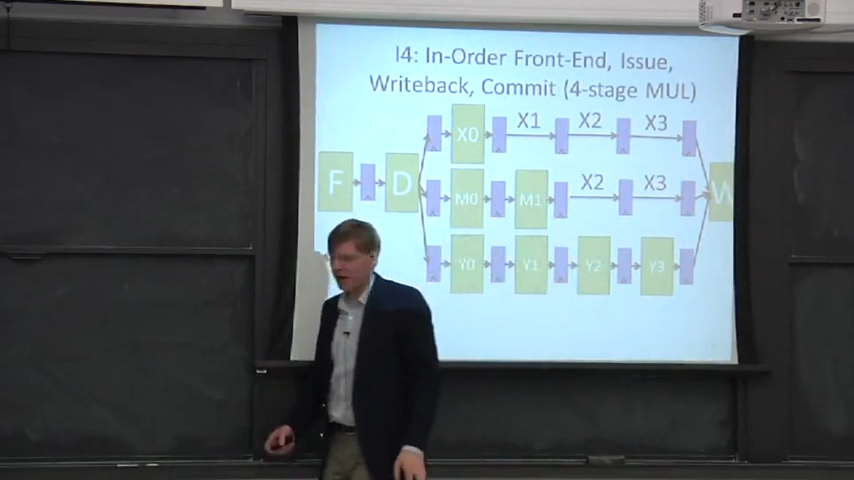 I4: In-Order Front-End, Issue,
Writeback, Commit (4-stage MUL)
X0 X1 X2 X3
F D M0 M1 X2 X3 W
Y0 Y1 Y2 Y3